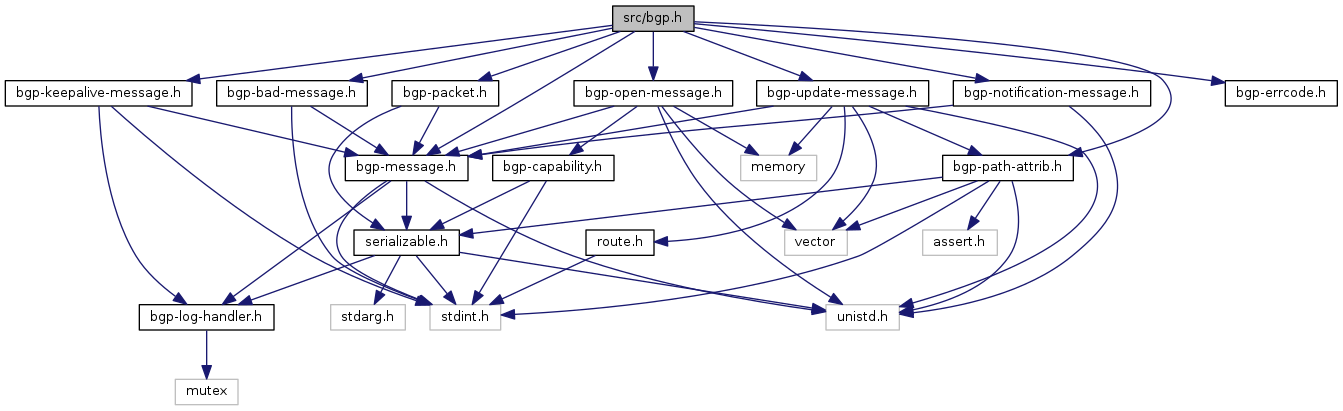 src/bgp.h
bgp-keepalive-message.h
bgp-bad-message.h
bgp-packet.h
bgp-open-message.h
bgp-update-message.h
bgp-notification-message.h
bgp-errcode.h
bgp-message.h
bgp-capability.h
memory
bgp-path-attrib.h
serializable.h
route.h
vector
assert.h
bgp-log-handler.h
stdarg.h
stdint.h
unistd.h
mutex